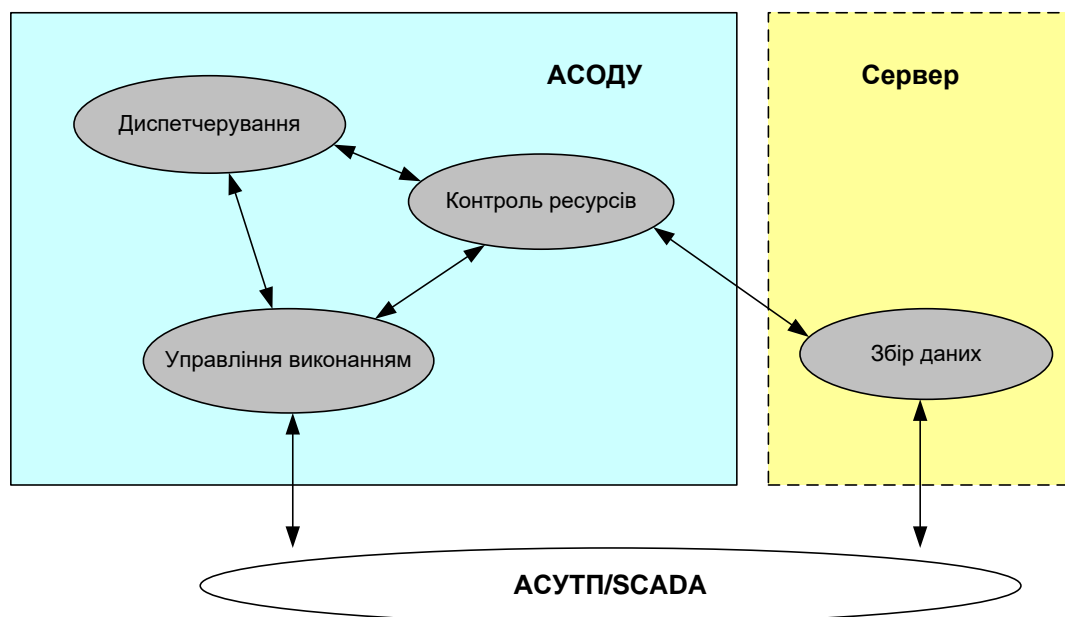 АСОДУ
Сервер
Диспетчерування
Контроль ресурсів
Управління виконанням
Збір даних
АСУТП/SCADA